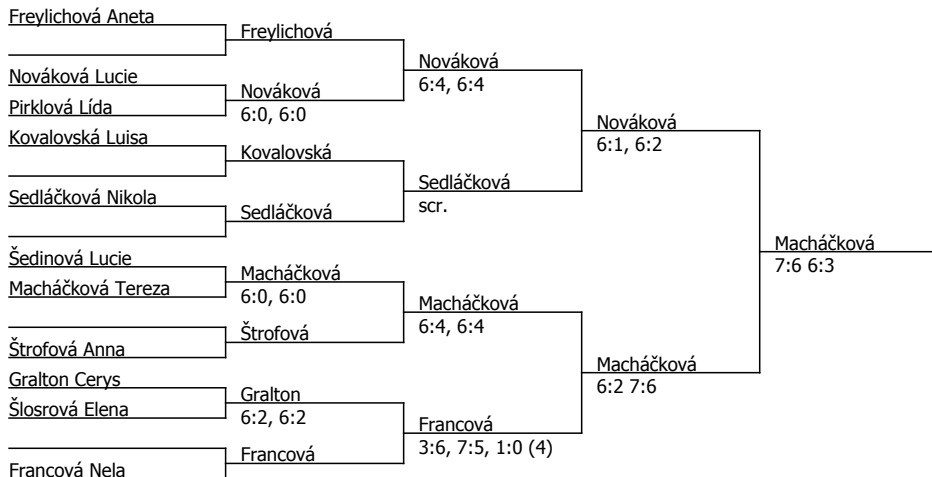 Freylichová Aneta
Freylichová
Nováková Lucie
Pirklová Lída
Nováková
6:0, 6:0
Nováková
6:4, 6:4
Kovalovská Luisa
Kovalovská
Sedláčková Nikola
Sedláčková
Sedláčková
scr.
Nováková
6:1, 6:2
Šedinová Lucie
Macháčková Tereza
Macháčková
6:0, 6:0
Štrofová Anna
Štrofová
Macháčková
6:4, 6:4
Gralton Cerys
Šlosrová Elena
Gralton
6:2, 6:2
Francová Nela
Francová
Francová
3:6, 7:5, 1:0 (4)
Macháčková
6:2 7:6
Macháčková
7:6 6:3